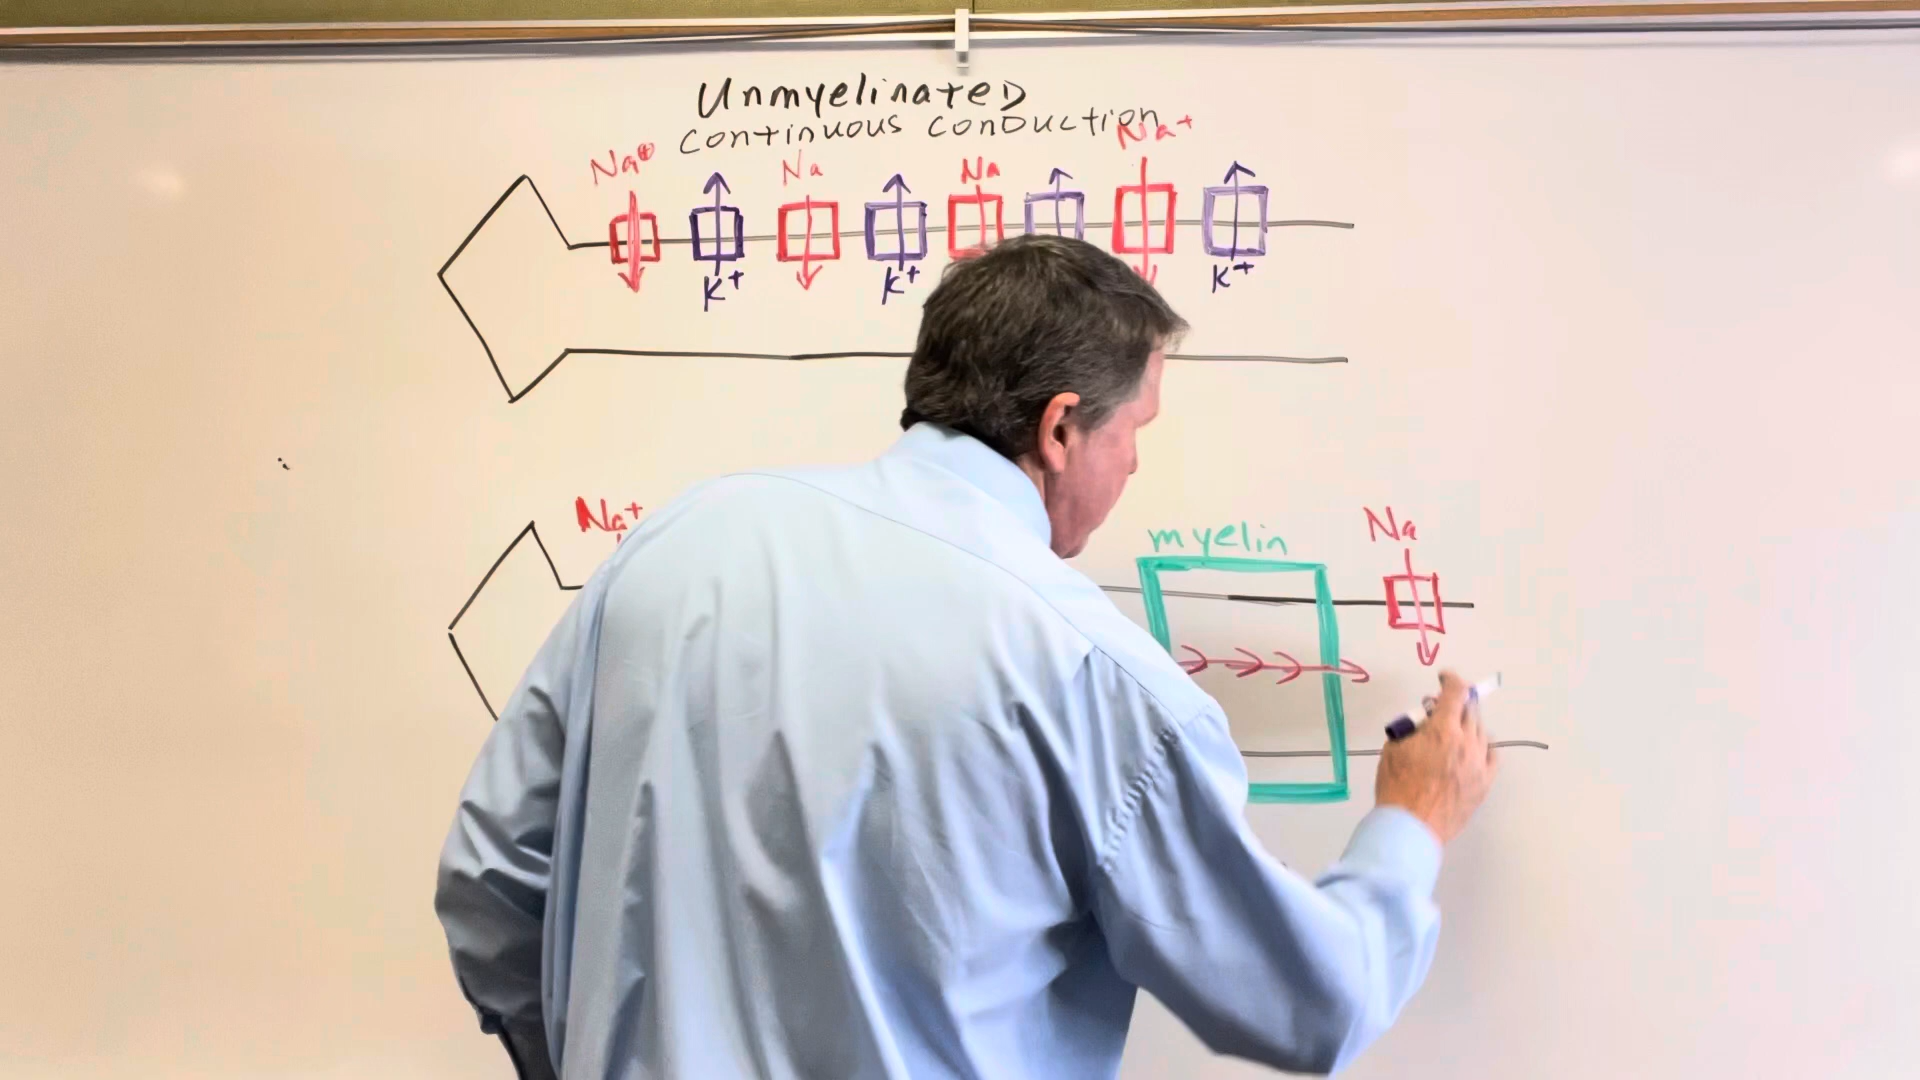 UnmyelinateD
continuous conDuction
Na⊕ Na Na Na+
K+ K+ K+
Na+ myelin Na